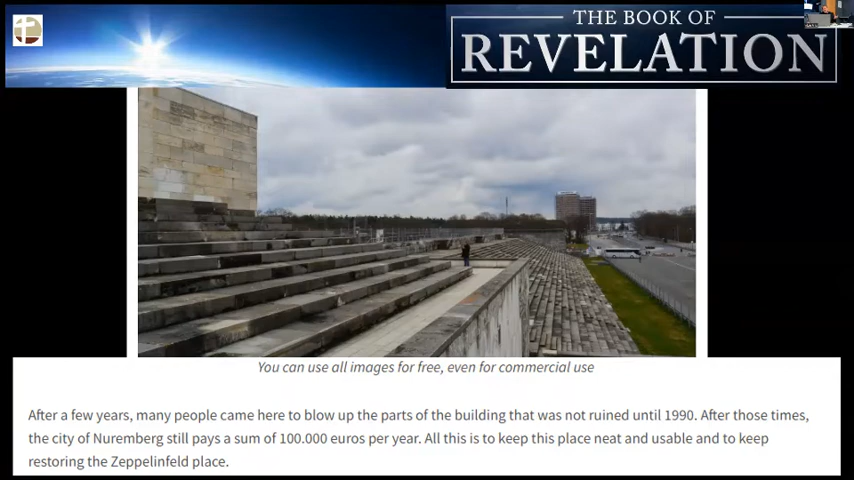 THE BOOK OF
REVELATION
You can use all images for free, even for commercial use
After a few years, many people came here to blow up the parts of the building that was not ruined until 1990. After those times,
the city of Nuremberg still pays a sum of 100.000 euros per year. All this is to keep this place neat and usable and to keep
restoring the Zeppelinfeld place.